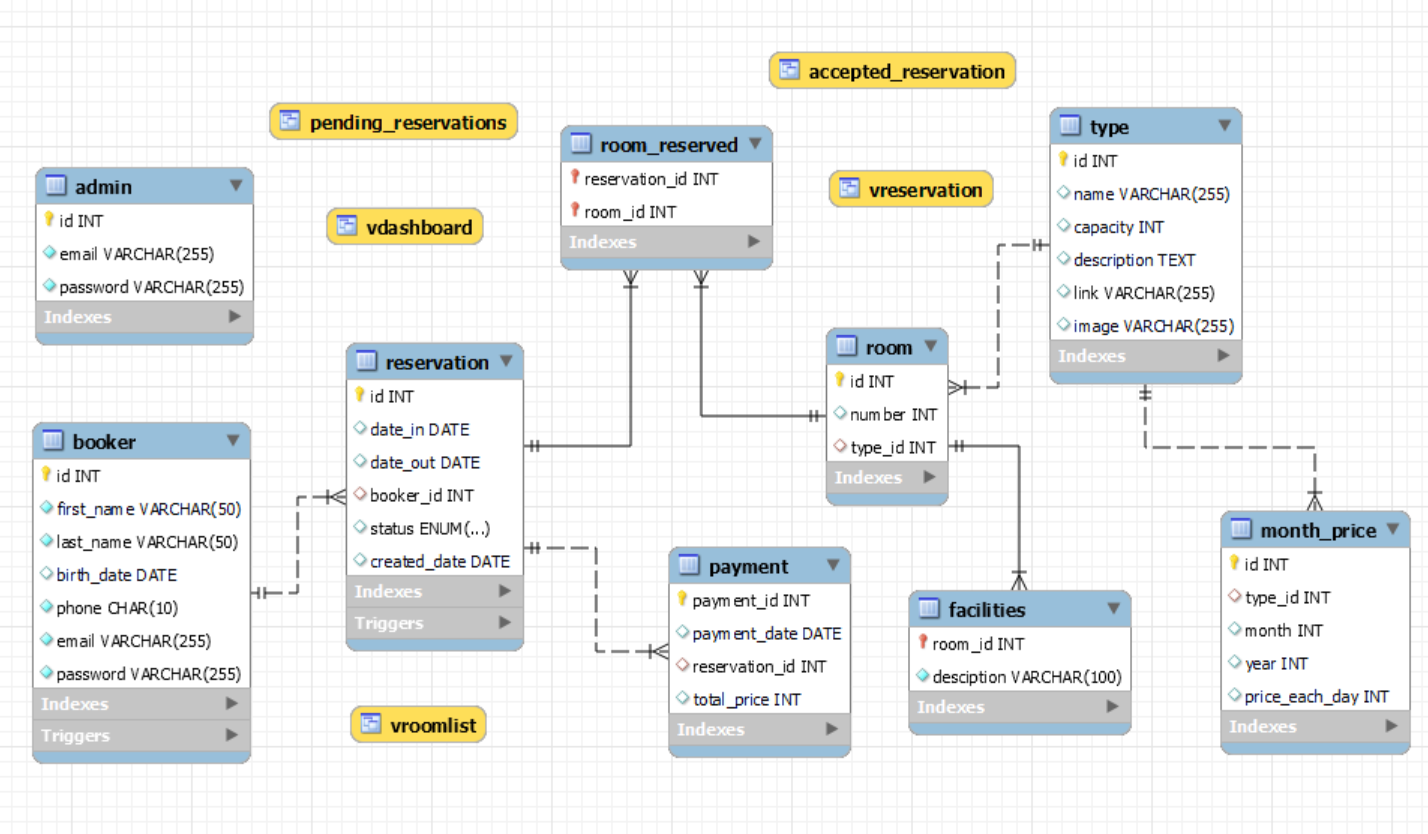 accepted_reservation
pending_reservations
vreservation
vdashboard
vroomlist
admin
id INT
email VARCHAR(255)
password VARCHAR(255)
Indexes
room_reserved
reservation_id INT
room_id INT
Indexes
type
id INT
name VARCHAR(255)
capacity INT
description TEXT
link VARCHAR(255)
image VARCHAR(255)
Indexes
reservation
id INT
date_in DATE
date_out DATE
booker_id INT
status ENUM(...)
created_date DATE
Indexes
Triggers
room
id INT
number INT
type_id INT
Indexes
booker
id INT
first_name VARCHAR(50)
last_name VARCHAR(50)
birth_date DATE
phone CHAR(10)
email VARCHAR(255)
password VARCHAR(255)
Indexes
Triggers
payment
payment_id INT
payment_date DATE
reservation_id INT
total_price INT
Indexes
facilities
room_id INT
desciption VARCHAR(100)
Indexes
month_price
id INT
type_id INT
month INT
year INT
price_each_day INT
Indexes